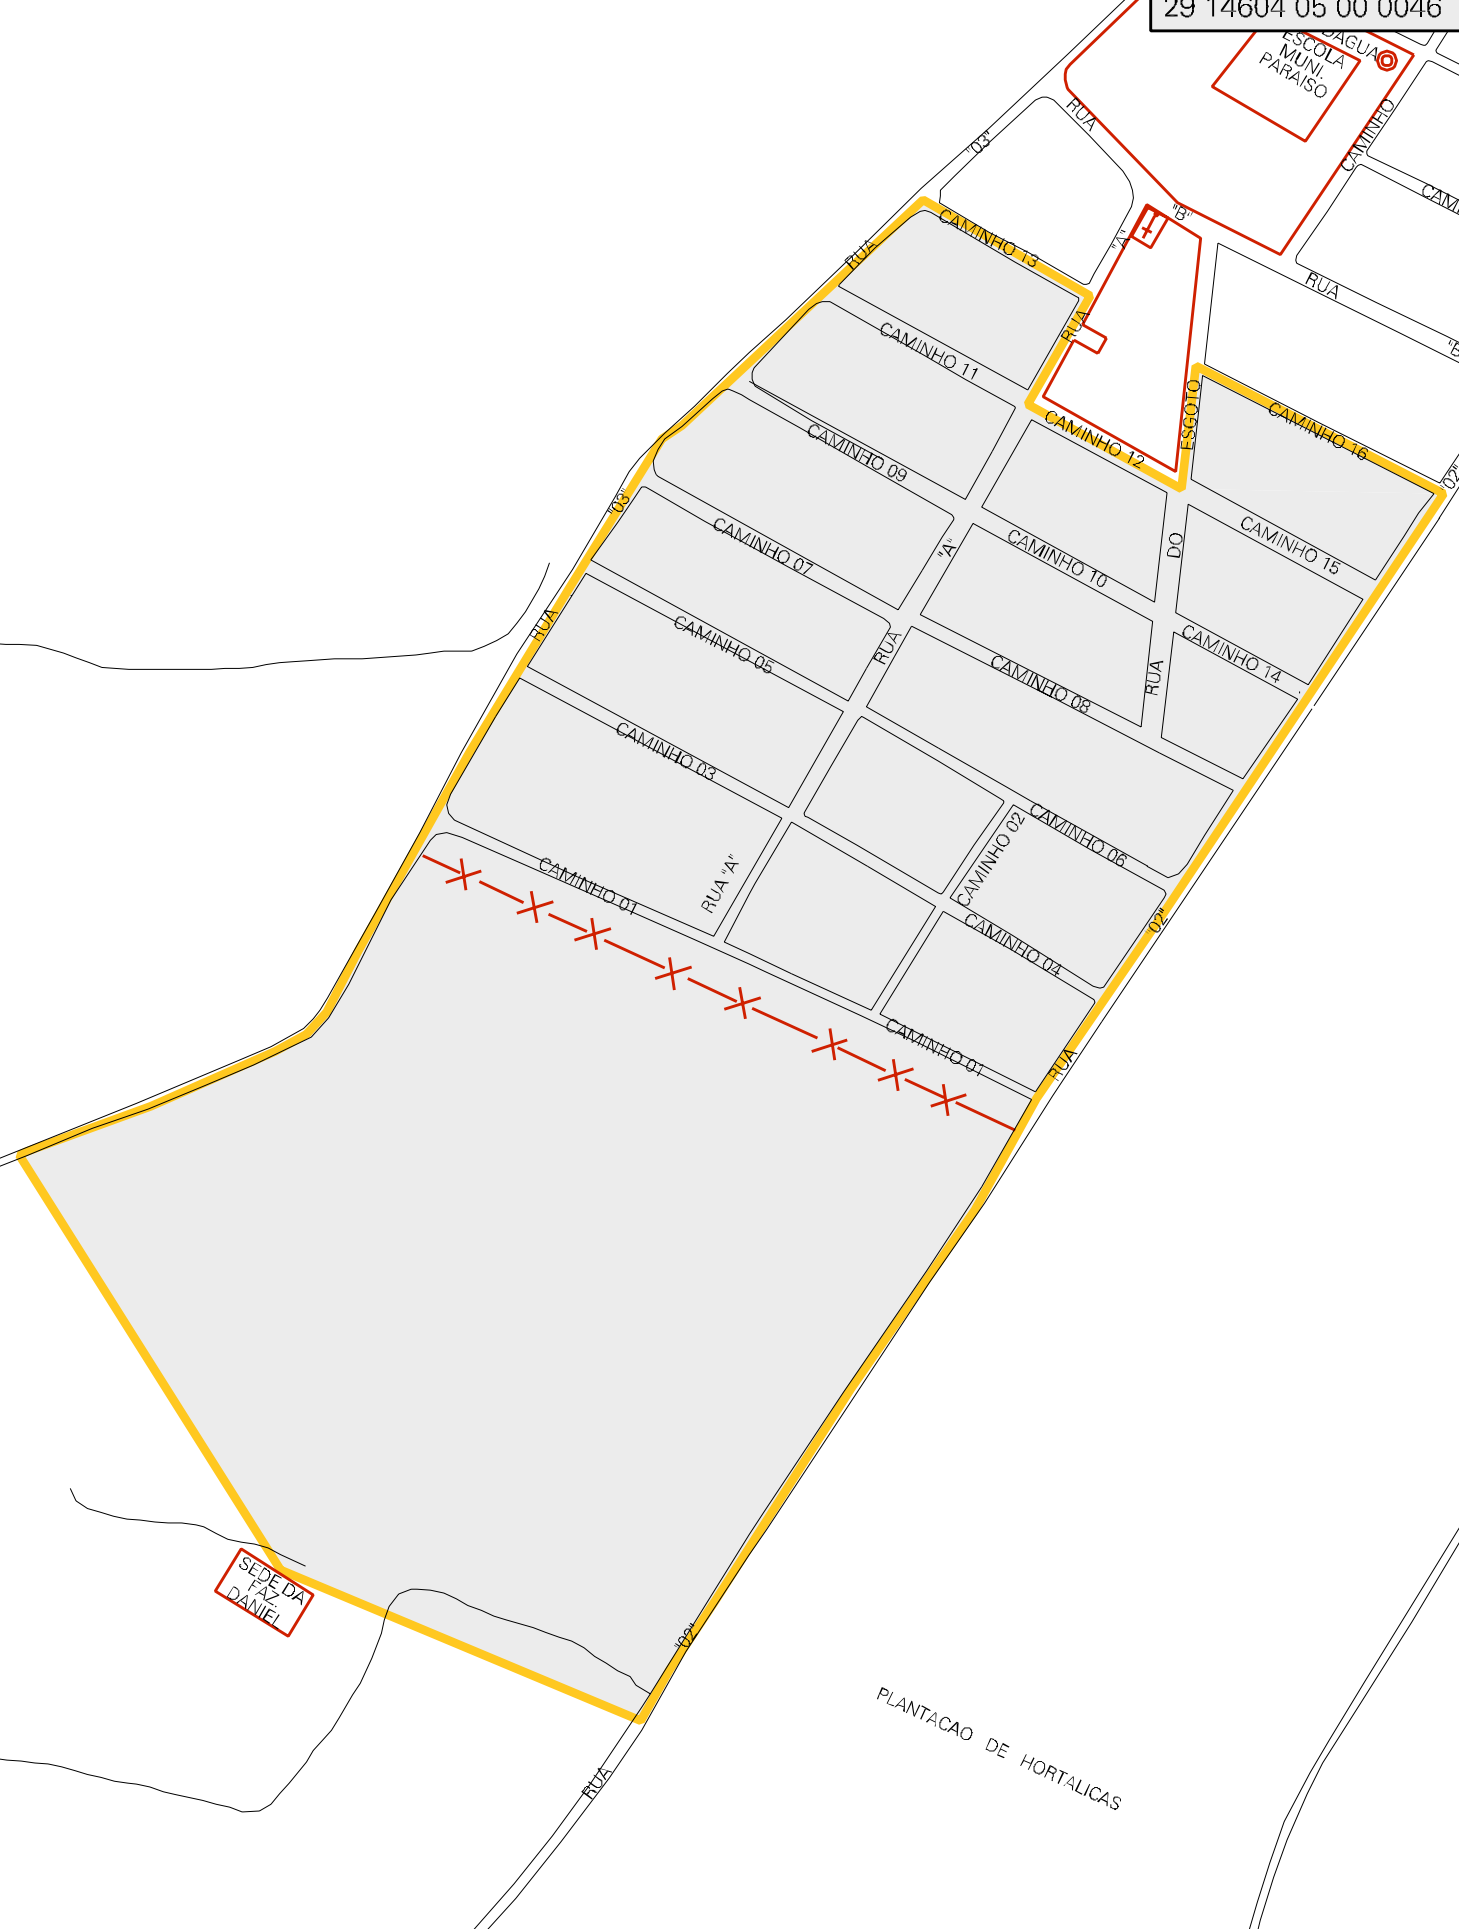 29 14604 05 00 0046
DAGUA
ESCOLA
MUNI.
PARAISO
RUA
CAMINHO
"03"
"B"
"A"
CAMINHO 13
RUA
RUA
"B
RUA
CAMINHO 11
ESGOTO
CAMINHO 16
CAMINHO 12
CAMINHO 09
"02"
"03"
CAMINHO 07
"A"
CAMINHO 10
DO
CAMINHO 15
RUA
CAMINHO 05
RUA
CAMINHO 08
RUA
CAMINHO 14
CAMINHO 03
CAMINHO 02
CAMINHO 06
CAMINHO 01
RUA "A"
CAMINHO 04
02"
CAMINHO 01
RUA
SEDE DA
FAZ.
DANIEL
"02"
PLANTACAO DE HORTALICAS
RUA